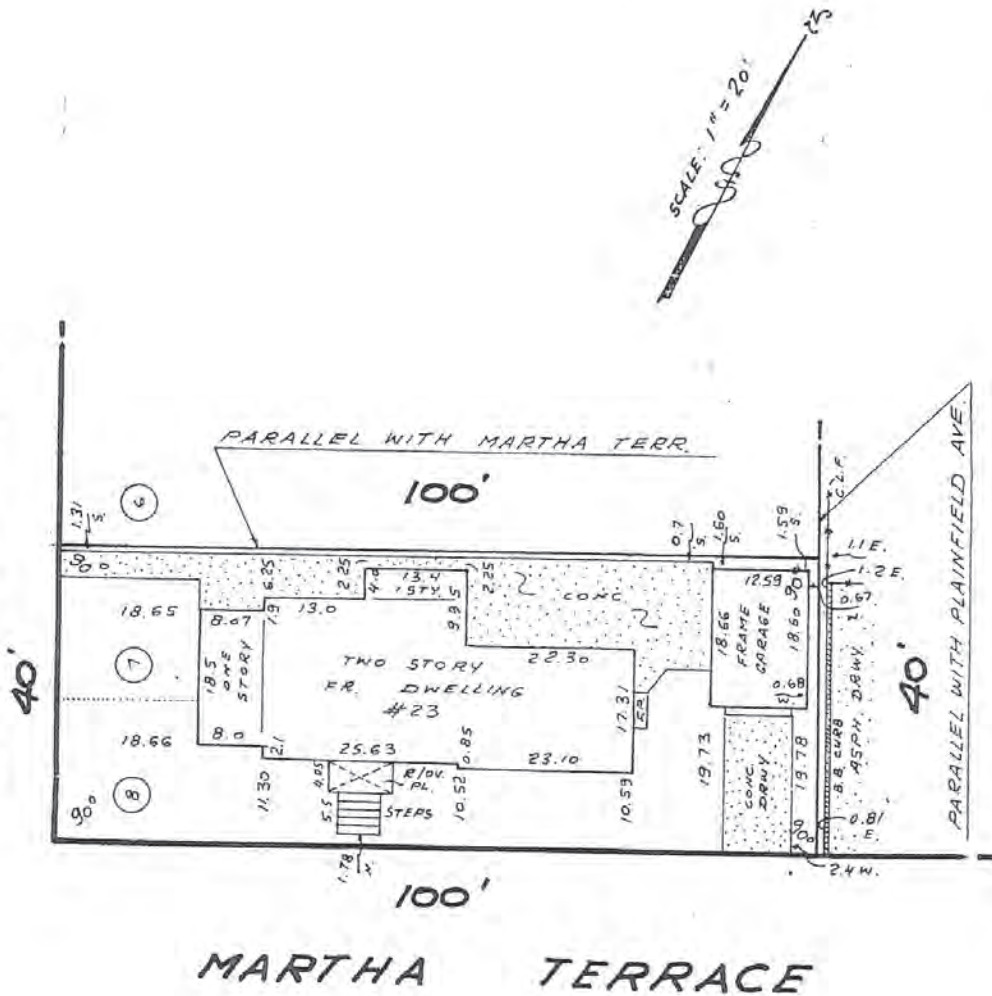 SCALE: 1" = 20'
PARALLEL WITH MARTHA TERR.
100'
1.31
S.
6
0.7
S.
1.60
S.
1.59
S.
C.L.F.
1.1 E.
1.2 E.
0.67
PARALLEL WITH PLAINFIELD AVE.
90°
18.65
6.25
2.25
4.0
13.4
1 STY.
2.25
CONC.
12.59
90°
8.07
1.9
13.0
9.95
18.66
FRAME
GARAGE
18.60
40'
7
18.5
ONE
STORY
TWO STORY
FR. DWELLING
#23
22.30
17.31
0.68
40'
18.66
8.0
2.1
25.63
0.85
23.10
B.B. CURB
ASPH. DRWY.
8
90°
11.30
4.05
R/OV.
PL.
5.5
STEPS
10.52
10.59
19.73
CONC.
DRWY
19.78
90°
0.81
E.
1.78
2.4 W.
100'
MARTHA TERRACE